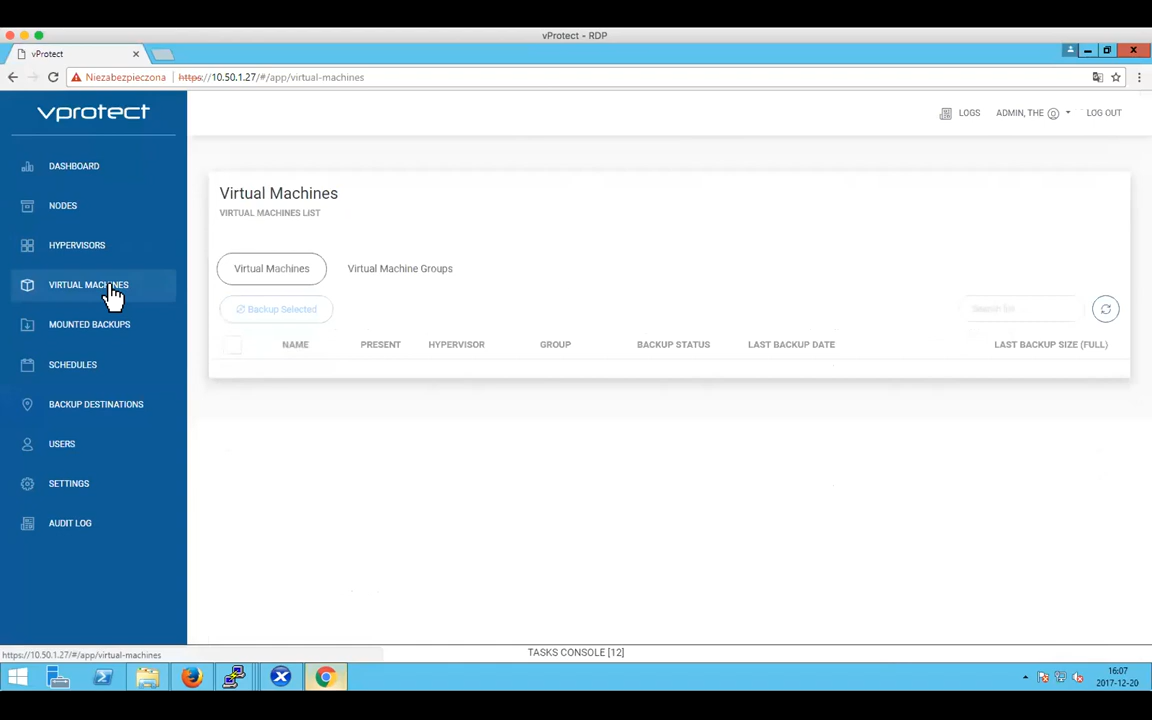 vProtect - RDP
vProtect
Niezabezpieczona https://10.50.1.27/#/app/virtual-machines
vprotect
LOGS ADMIN, THE LOG OUT
DASHBOARD
NODES
HYPERVISORS
VIRTUAL MACHINES
MOUNTED BACKUPS
SCHEDULES
BACKUP DESTINATIONS
USERS
SETTINGS
AUDIT LOG
Virtual Machines
VIRTUAL MACHINES LIST
Virtual Machines Virtual Machine Groups
Backup Selected
NAME PRESENT HYPERVISOR GROUP BACKUP STATUS LAST BACKUP DATE LAST BACKUP SIZE (FULL)
https://10.50.1.27/#/app/virtual-machines
TASKS CONSOLE [12]
16:07
2017-12-20